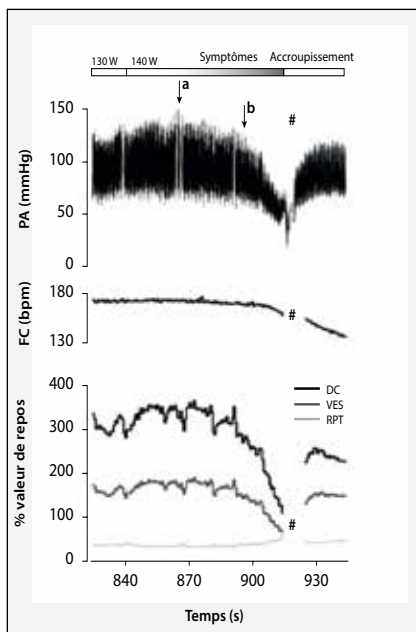 130 W 140 W Symptômes Accroupissement
a
b
#
150
100
50
0
PA (mmHg)
180
130
FC (bpm)
#
400
300
200
100
0
% valeur de repos
DC
VES
RPT
#
840 870 900 930
Temps (s)